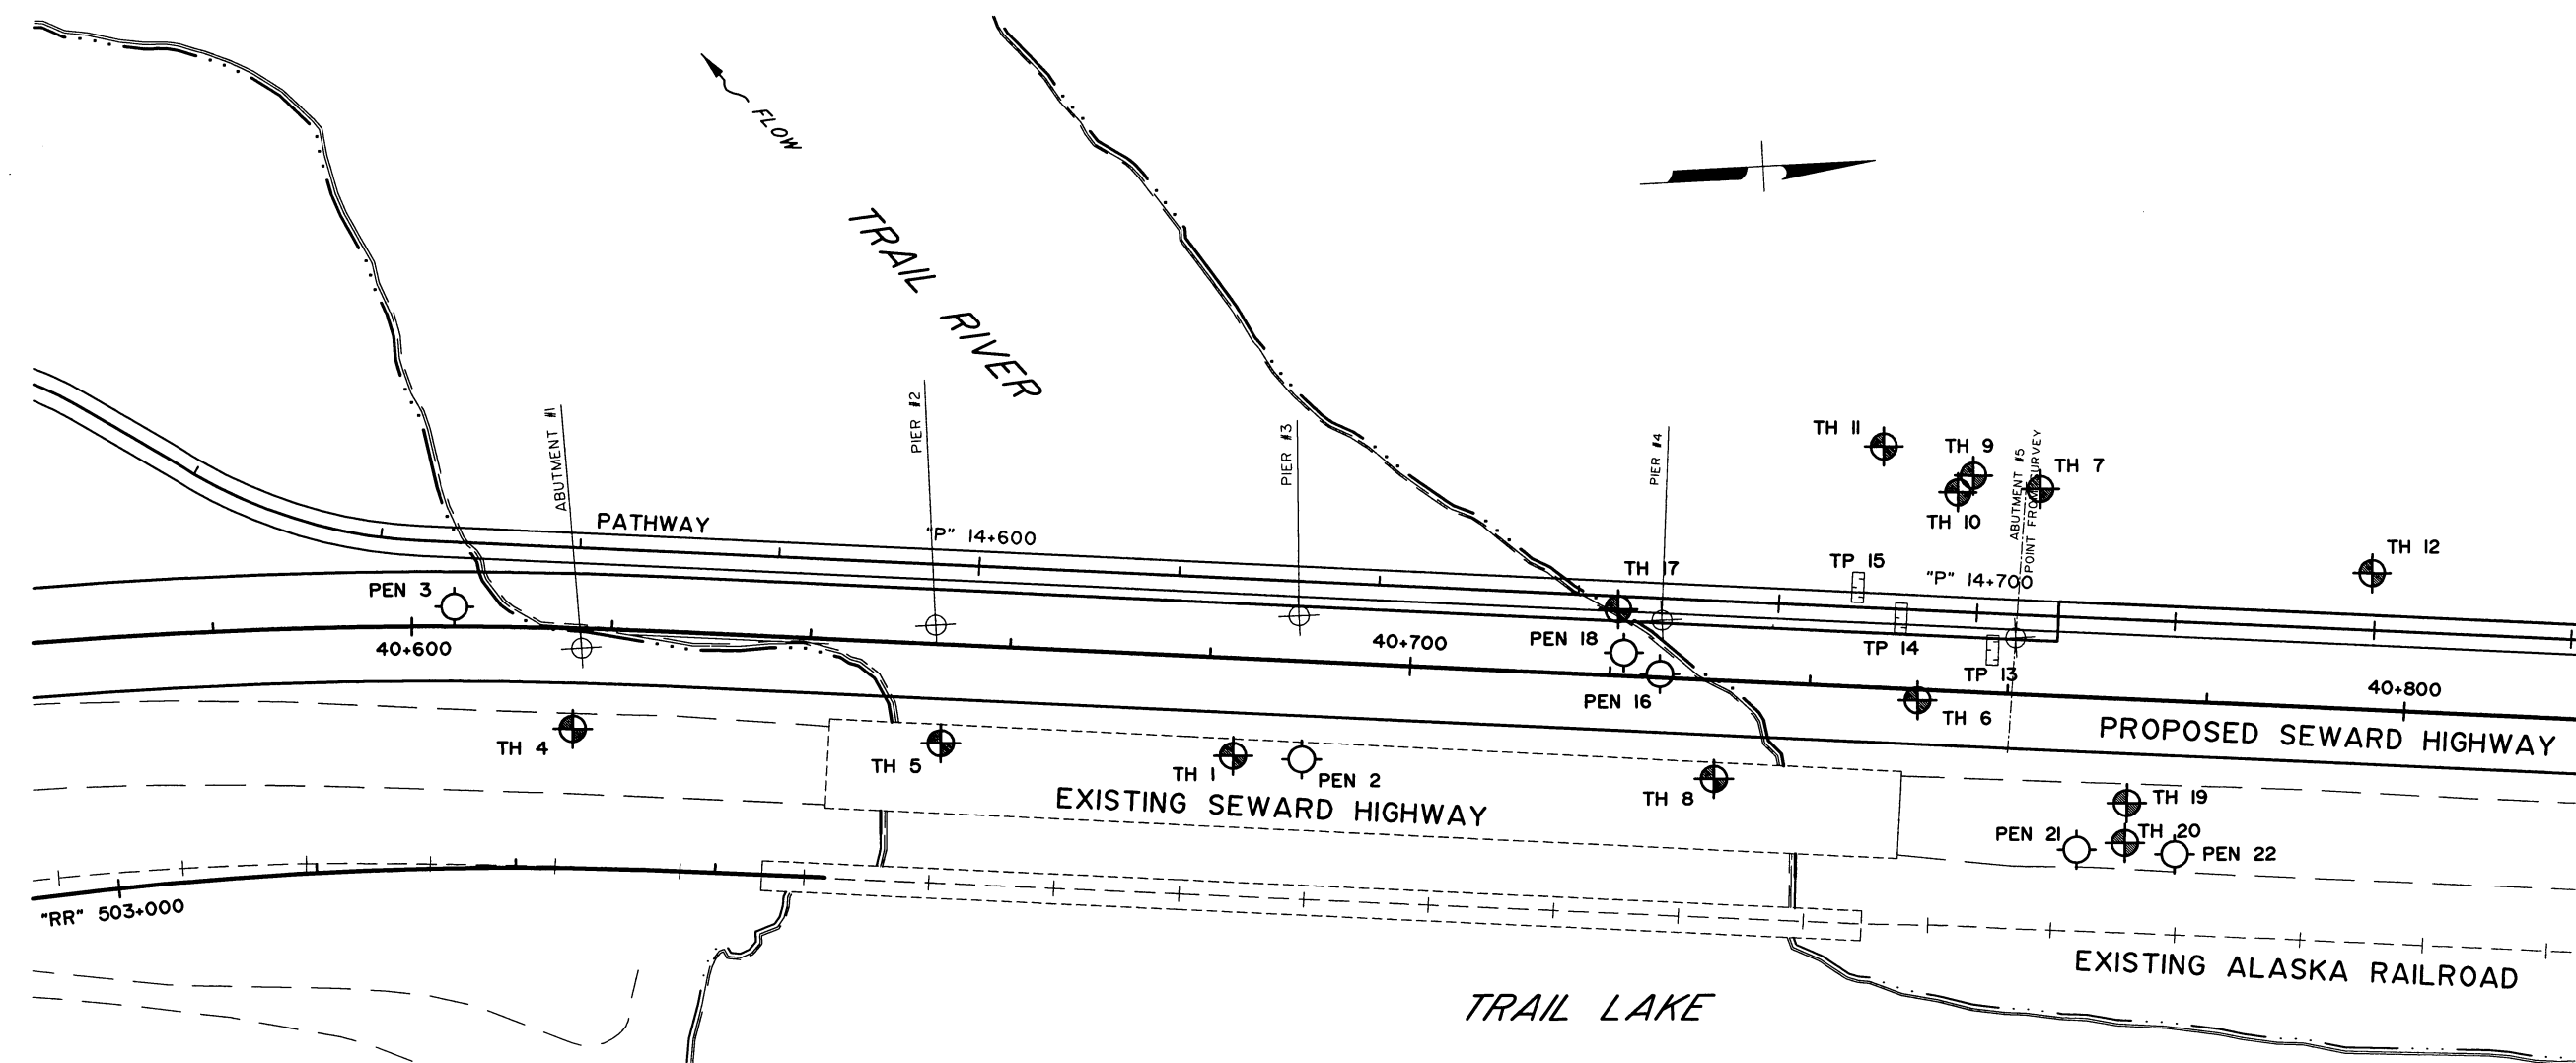 FLOW
TRAIL RIVER
ABUTMENT #1
PIER #2
PIER #3
PIER #4
ABUTMENT #5
POINT FROM SURVEY
TH 11
TH 9
TH 7
TH 10
TH 12
PATHWAY
"P" 14+600
TH 17
TP 15
"P" 14+700
PEN 3
40+600
40+700
PEN 18
TP 14
TP 13
PEN 16
40+800
TH 6
TH 4
TH 5
TH 1
PEN 2
TH 8
PROPOSED SEWARD HIGHWAY
EXISTING SEWARD HIGHWAY
TH 19
PEN 21
TH 20
PEN 22
"RR" 503+000
EXISTING ALASKA RAILROAD
TRAIL LAKE